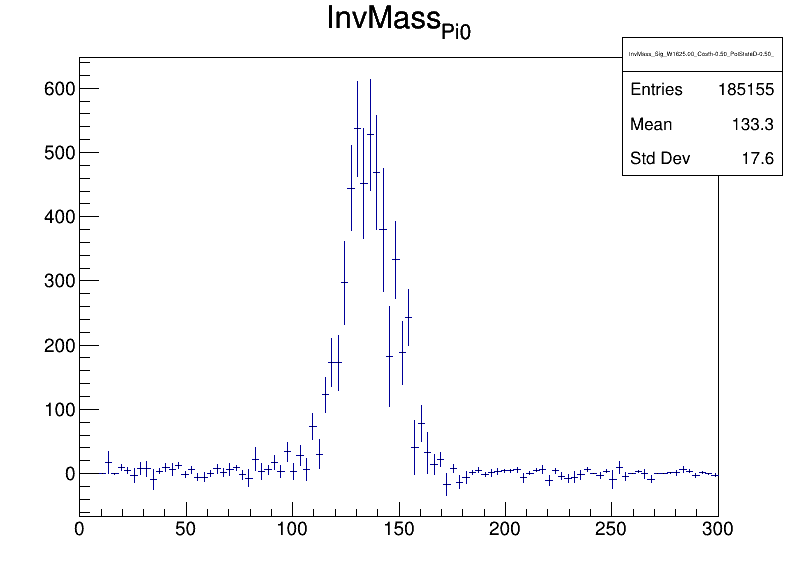 InvMass_Pi0
InvMass_Sig_W1625.00_Costh-0.50_PolStateD-0.50_
Entries 185155
Mean 133.3
Std Dev 17.6
600
500
400
300
200
100
0
0 50 100 150 200 250 300